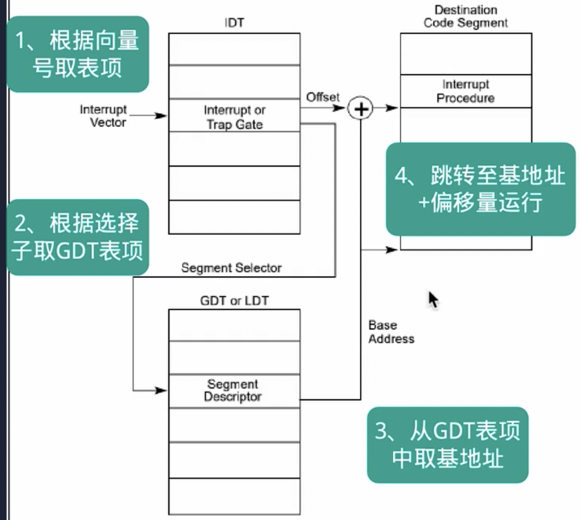 IDT
Destination
Code Segment
1、根据向量
号取表项
Interrupt
Vector
Interrupt or
Trap Gate
Offset
+
Interrupt
Procedure
4、跳转至基地址
+偏移量运行
2、根据选择
子取GDT表项
Segment Selector
GDT or LDT
Base
Address
Segment
Descriptor
3、从GDT表项
中取基地址